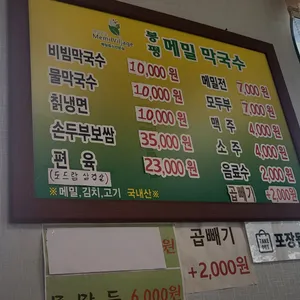 봉평 메밀 막국수
비빔막국수 10,000원
물막국수 10,000원
칡냉면 10,000원
손두부보쌈 35,000원
편육 23,000원
(도드람 삼겹살)
메밀전 7,000원
모두부 7,000원
맥주 4,000원
소주 4,000원
음료수 2,000원
곱빼기 +2,000원
※메밀,김치,고기 국내산※
곱빼기
+2,000원
6,000원
포장